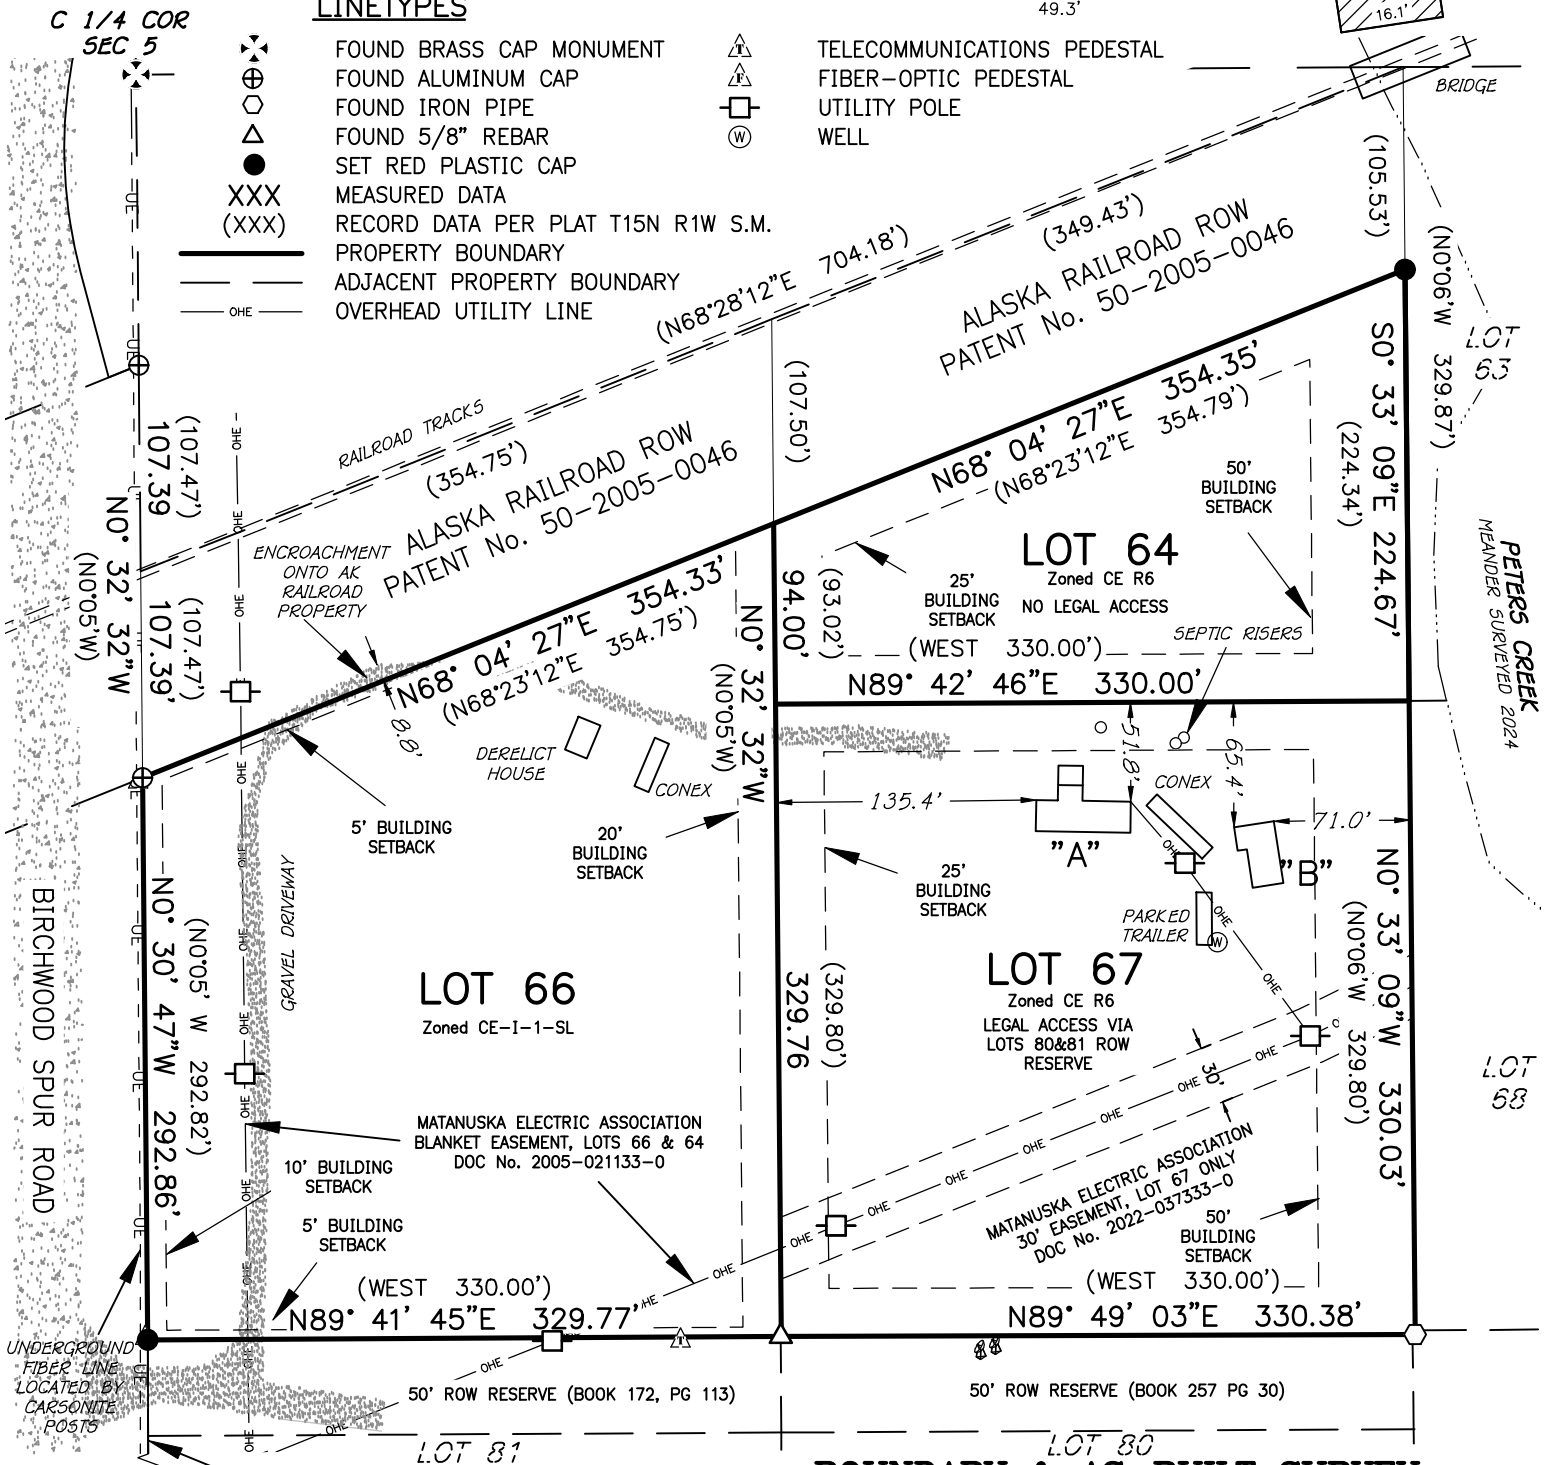 LINETYPES
C 1/4 COR
SEC 5
FOUND BRASS CAP MONUMENT
FOUND ALUMINUM CAP
FOUND IRON PIPE
FOUND 5/8" REBAR
SET RED PLASTIC CAP
XXX MEASURED DATA
(XXX) RECORD DATA PER PLAT T15N R1W S.M.
PROPERTY BOUNDARY
ADJACENT PROPERTY BOUNDARY
OHE OVERHEAD UTILITY LINE
T TELECOMMUNICATIONS PEDESTAL
F FIBER-OPTIC PEDESTAL
UTILITY POLE
W WELL
49.3'
16.1'
BRIDGE
(105.53')
(N0°06'W 329.87')
LOT
63
(N68°28'12"E 704.18')
(349.43')
ALASKA RAILROAD ROW
PATENT No. 50-2005-0046
(107.50')
RAILROAD TRACKS
(354.75')
ALASKA RAILROAD ROW
PATENT No. 50-2005-0046
(107.47')
107.39
N0° 32' 32"W
(N0°05'W)
(107.47')
107.39'
ENCROACHMENT
ONTO AK
RAILROAD
PROPERTY
N68° 04' 27"E 354.35'
(N68°23'12"E 354.79')
S0° 33' 09"E 224.67'
(224.34')
50'
BUILDING
SETBACK
LOT 64
Zoned CE R6
NO LEGAL ACCESS
25'
BUILDING
SETBACK
94.00'
(93.02')
(WEST 330.00')
N89° 42' 46"E 330.00'
SEPTIC RISERS
PETERS CREEK
MEANDER SURVEYED 2024
N68° 04' 27"E 354.33'
(N68°23'12"E 354.75')
8.8'
N0° 32' 32"W
(N0°05'W)
DERELICT
HOUSE
CONEX
5' BUILDING
SETBACK
20'
BUILDING
SETBACK
135.4'
51.8'
65.4'
71.0'
CONEX
"A"
"B"
25'
BUILDING
SETBACK
PARKED
TRAILER
W
LOT 67
Zoned CE R6
LEGAL ACCESS VIA
LOTS 80&81 ROW
RESERVE
N0° 33' 09"W 330.03'
(N0°06'W 329.80')
BIRCHWOOD SPUR ROAD
N0° 30' 47"W 292.86'
(N0°05' W 292.82')
GRAVEL DRIVEWAY
LOT 66
Zoned CE-I-1-SL
329.76
(329.80')
30'
LOT
68
MATANUSKA ELECTRIC ASSOCIATION
BLANKET EASEMENT, LOTS 66 & 64
DOC No. 2005-021133-0
MATANUSKA ELECTRIC ASSOCIATION
30' EASEMENT, LOT 67 ONLY
DOC No. 2022-037333-0
10' BUILDING
SETBACK
5' BUILDING
SETBACK
50'
BUILDING
SETBACK
(WEST 330.00')
N89° 41' 45"E 329.77'
(WEST 330.00')
N89° 49' 03"E 330.38'
UNDERGROUND
FIBER LINE
LOCATED BY
CARSONITE
POSTS
50' ROW RESERVE (BOOK 172, PG 113)
50' ROW RESERVE (BOOK 257 PG 30)
LOT 81
LOT 80
BOUNDARY & AS-BUILT SURVEY